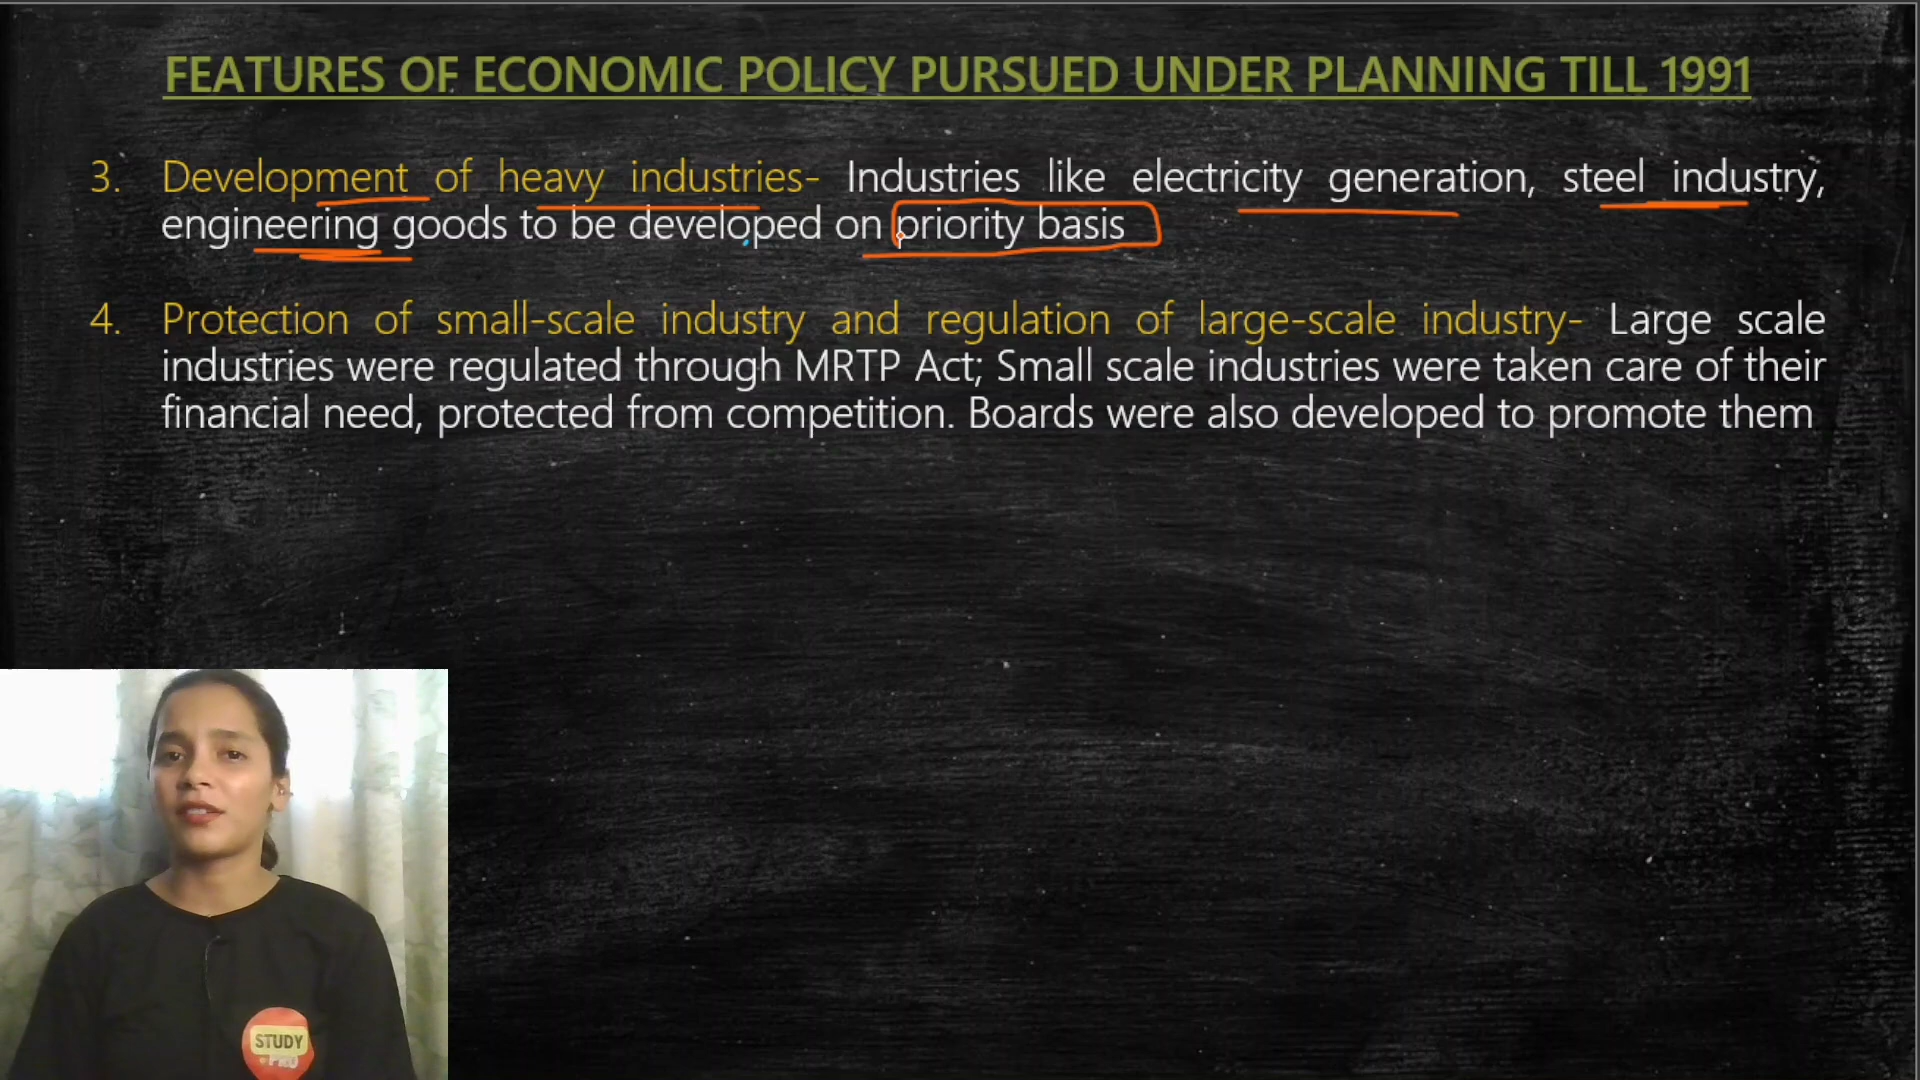 FEATURES OF ECONOMIC POLICY PURSUED UNDER PLANNING TILL 1991
3. Development of heavy industries- Industries like electricity generation, steel industry,
engineering goods to be developed on priority basis
4. Protection of small-scale industry and regulation of large-scale industry- Large scale
industries were regulated through MRTP Act; Small scale industries were taken care of their
financial need, protected from competition. Boards were also developed to promote them
STUDY
PRO